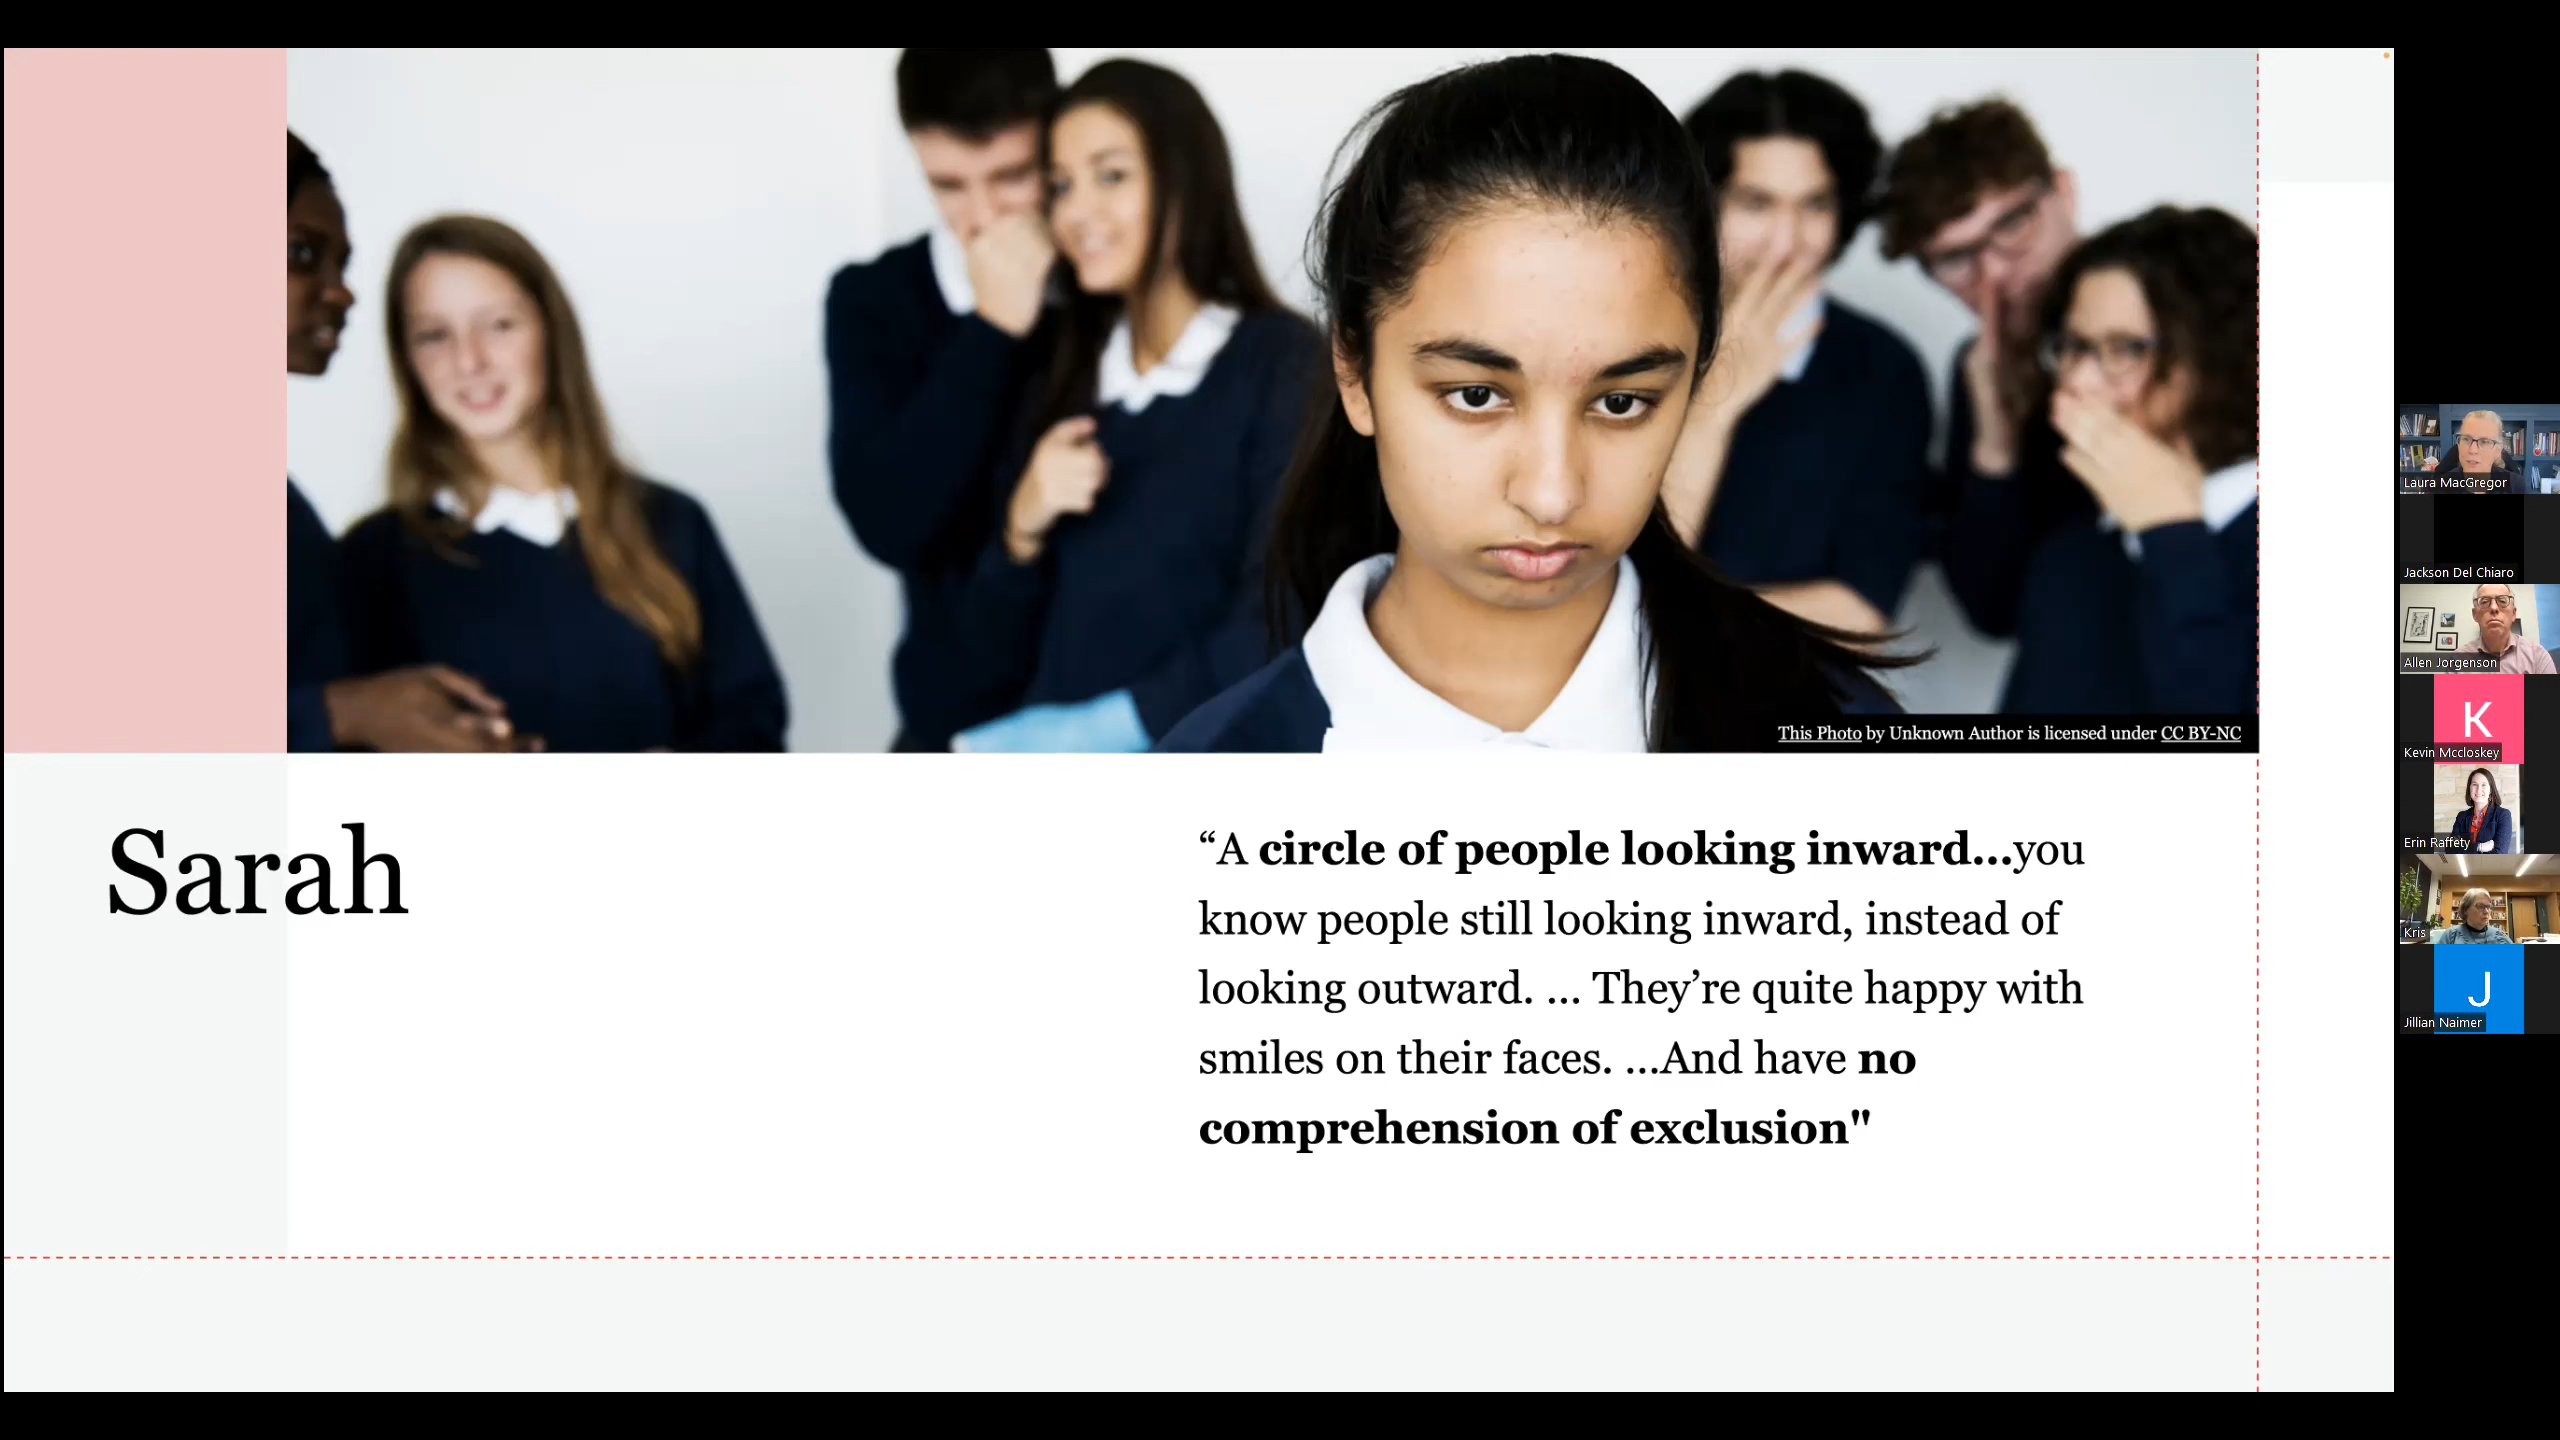 This Photo by Unknown Author is licensed under CC BY-NC
Sarah
“A circle of people looking inward...you
know people still looking inward, instead of
looking outward. ... They’re quite happy with
smiles on their faces. ...And have no
comprehension of exclusion"
Laura MacGregor
Jackson Del Chiaro
Allen Jorgenson
K
Kevin Mccloskey
Erin Raffety
Kris
J
Jillian Naimer